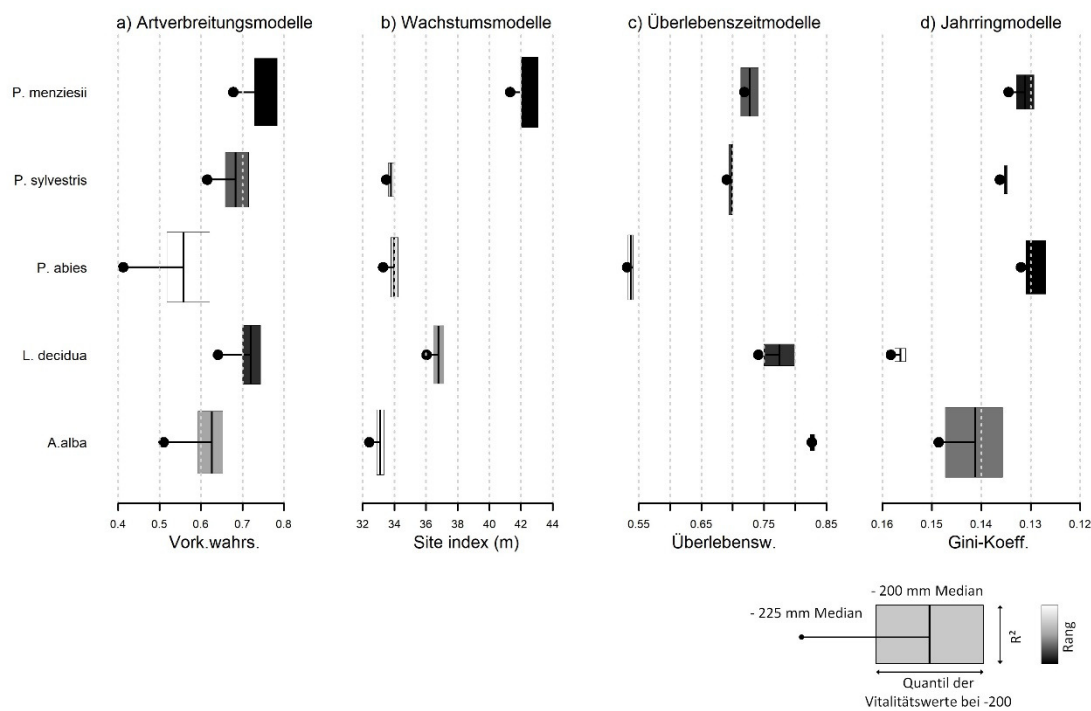 a) Artverbreitungsmodelle
b) Wachstumsmodelle
c) Überlebenszeitmodelle
d) Jahrringmodelle
P. menziesii
P. sylvestris
P. abies
L. decidua
A.alba
0.4 0.5 0.6 0.7 0.8
32 34 36 38 40 42 44
0.55 0.65 0.75 0.85
0.16 0.15 0.14 0.13 0.12
Vork.wahrs.
Site index (m)
Überlebensw.
Gini-Koeff.
- 200 mm Median
- 225 mm Median
R²
Rang
Quantil der
Vitalitätswerte bei -200